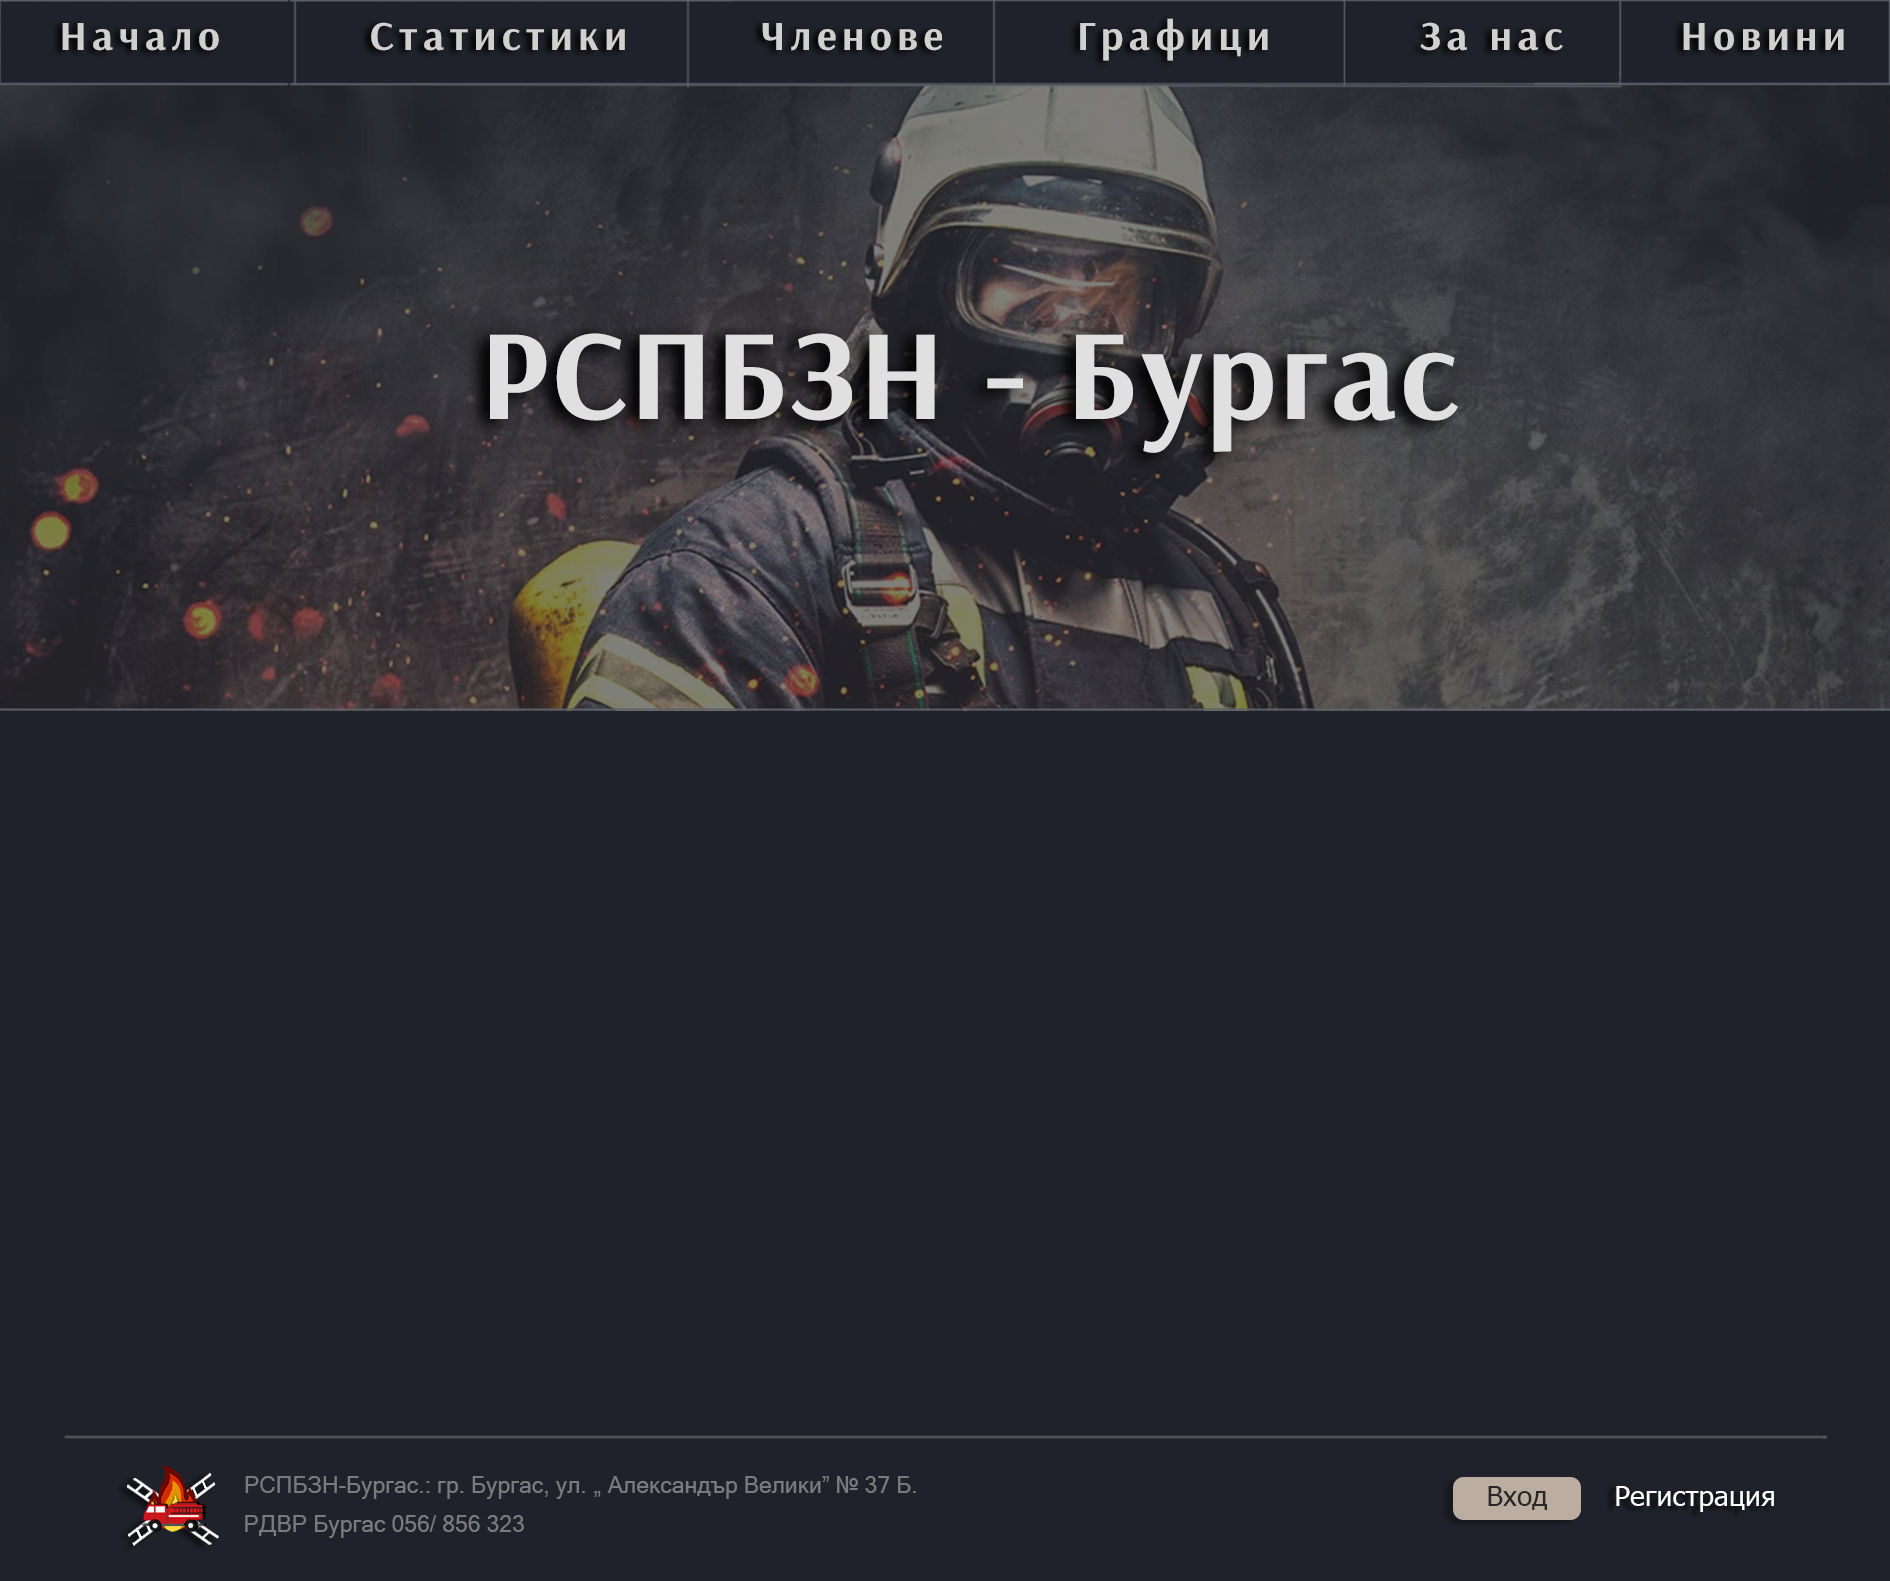 Начало Статистики Членове Графици За нас Новини
РСПБЗН - Бургас
РСПБЗН-Бургас.: гр. Бургас, ул. „ Александър Велики” № 37 Б.
РДВР Бургас 056/ 856 323
Вход Регистрация